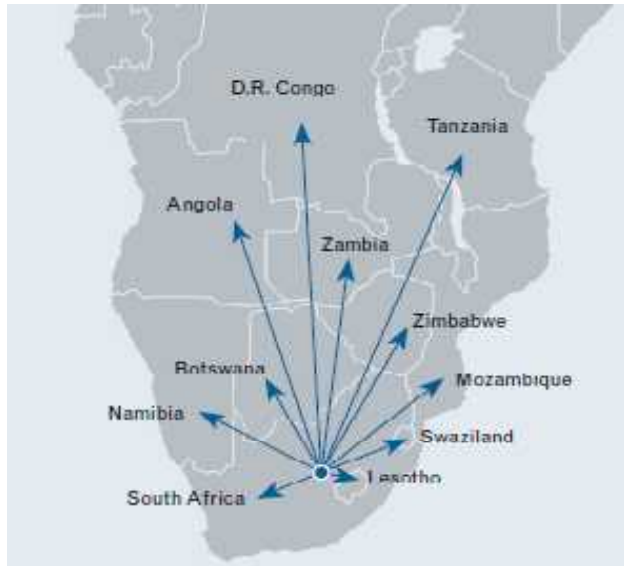 D.R. Congo
Tanzania
Angola
Zambia
Zimbabwe
Botswana
Mozambique
Namibia
Swaziland
Lesotho
South Africa